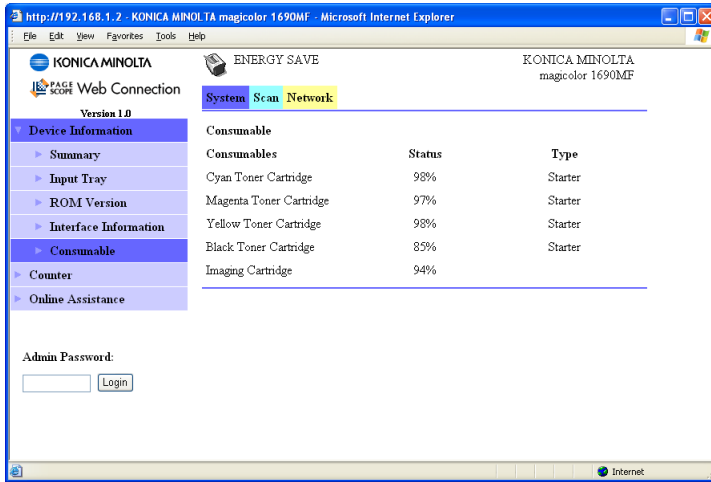 http://192.168.1.2 - KONICA MINOLTA magicolor 1690MF - Microsoft Internet Explorer
File Edit View Favorites Tools Help
KONICA MINOLTA
PAGE SCOPE Web Connection
Version 1.0
ENERGY SAVE
KONICA MINOLTA
magicolor 1690MF
System Scan Network
Device Information
Summary
Input Tray
ROM Version
Interface Information
Consumable
Counter
Online Assistance
Admin Password:
Login
Consumable
Consumables Status Type
Cyan Toner Cartridge 98% Starter
Magenta Toner Cartridge 97% Starter
Yellow Toner Cartridge 98% Starter
Black Toner Cartridge 85% Starter
Imaging Cartridge 94%
Internet